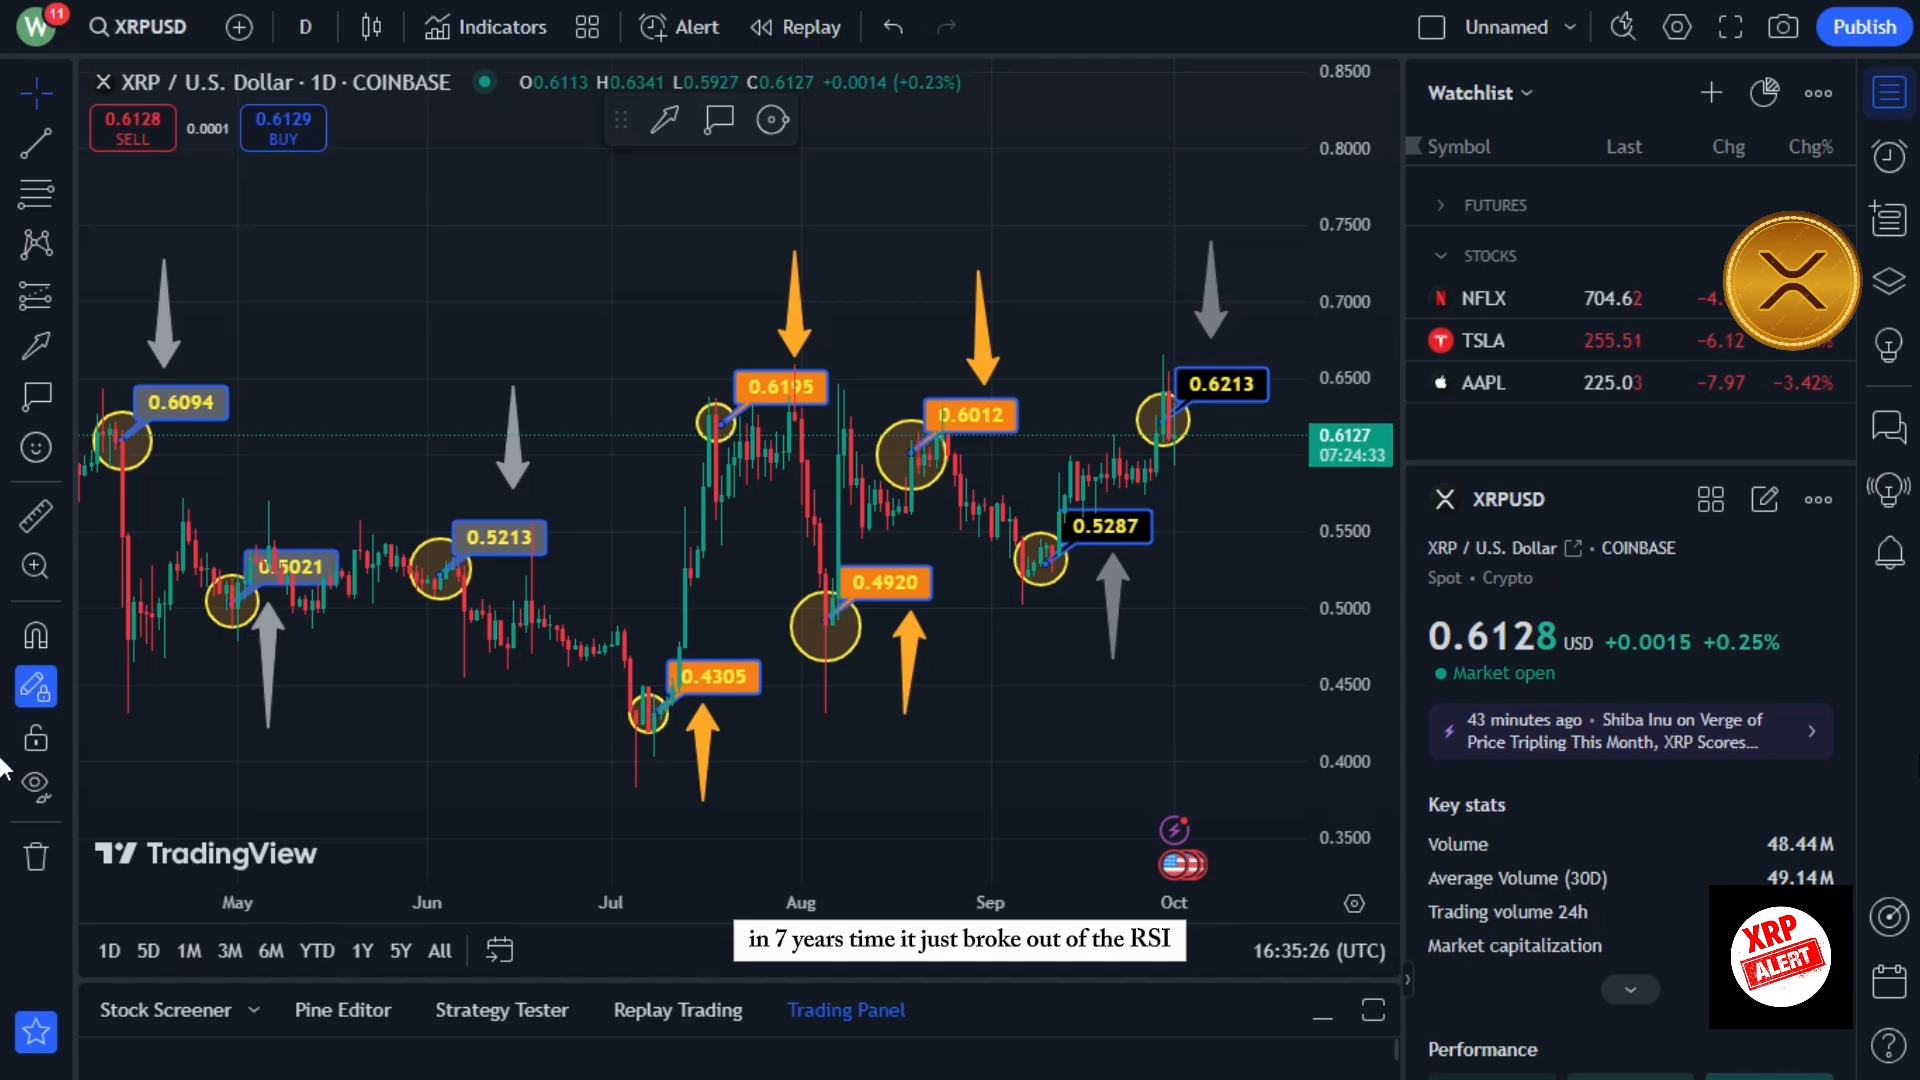 W
11
XRPUSD
D
Indicators
Alert
Replay
Unnamed
Publish
XRP / U.S. Dollar · 1D · COINBASE
O0.6113 H0.6341 L0.5927 C0.6127 +0.0014 (+0.23%)
0.6128
SELL
0.0001
0.6129
BUY
0.8500
0.8000
0.7500
0.7000
0.6500
0.6127
07:24:33
0.5500
0.5000
0.4500
0.4000
0.3500
0.6094
0.5021
0.5213
0.4305
0.6195
0.4920
0.6012
0.5287
0.6213
TradingView
May
Jun
Jul
Aug
Sep
Oct
in 7 years time it just broke out of the RSI
1D 5D 1M 3M 6M YTD 1Y 5Y All
16:35:26 (UTC)
Stock Screener
Pine Editor
Strategy Tester
Replay Trading
Trading Panel
Watchlist
Symbol Last Chg Chg%
FUTURES
STOCKS
NFLX 704.62 −4.
TSLA 255.51 −6.12
AAPL 225.03 −7.97 −3.42%
XRPUSD
XRP / U.S. Dollar • COINBASE
Spot • Crypto
0.6128 USD +0.0015 +0.25%
Market open
43 minutes ago • Shiba Inu on Verge of
Price Tripling This Month, XRP Scores...
Key stats
Volume 48.44M
Average Volume (30D) 49.14M
Trading volume 24h
Market capitalization
XRP
ALERT
Performance